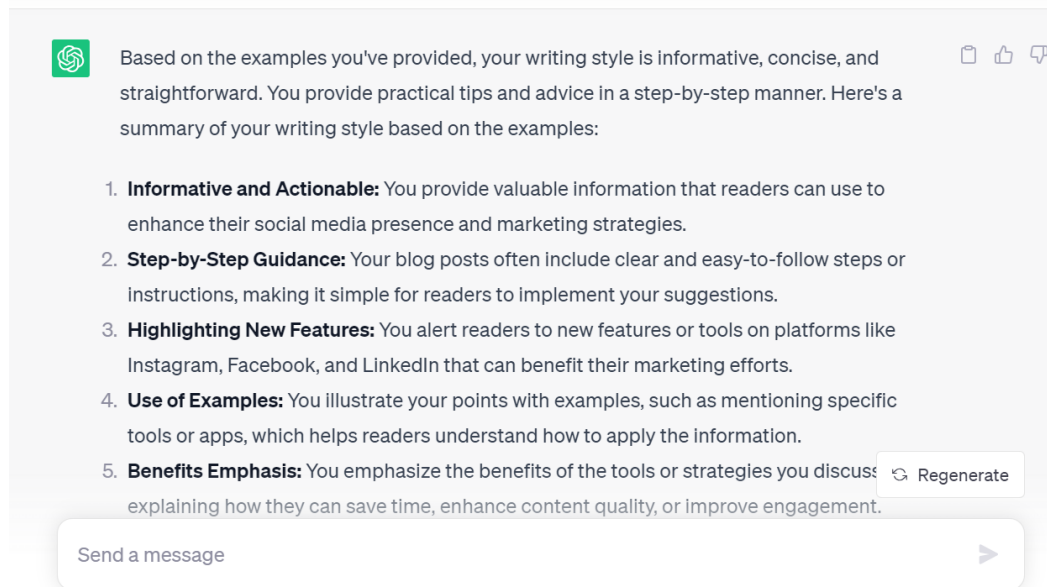 Based on the examples you've provided, your writing style is informative, concise, and
straightforward. You provide practical tips and advice in a step-by-step manner. Here's a
summary of your writing style based on the examples:
1. Informative and Actionable: You provide valuable information that readers can use to
enhance their social media presence and marketing strategies.
2. Step-by-Step Guidance: Your blog posts often include clear and easy-to-follow steps or
instructions, making it simple for readers to implement your suggestions.
3. Highlighting New Features: You alert readers to new features or tools on platforms like
Instagram, Facebook, and LinkedIn that can benefit their marketing efforts.
4. Use of Examples: You illustrate your points with examples, such as mentioning specific
tools or apps, which helps readers understand how to apply the information.
5. Benefits Emphasis: You emphasize the benefits of the tools or strategies you discuss
Regenerate
explaining how they can save time, enhance content quality, or improve engagement.
Send a message